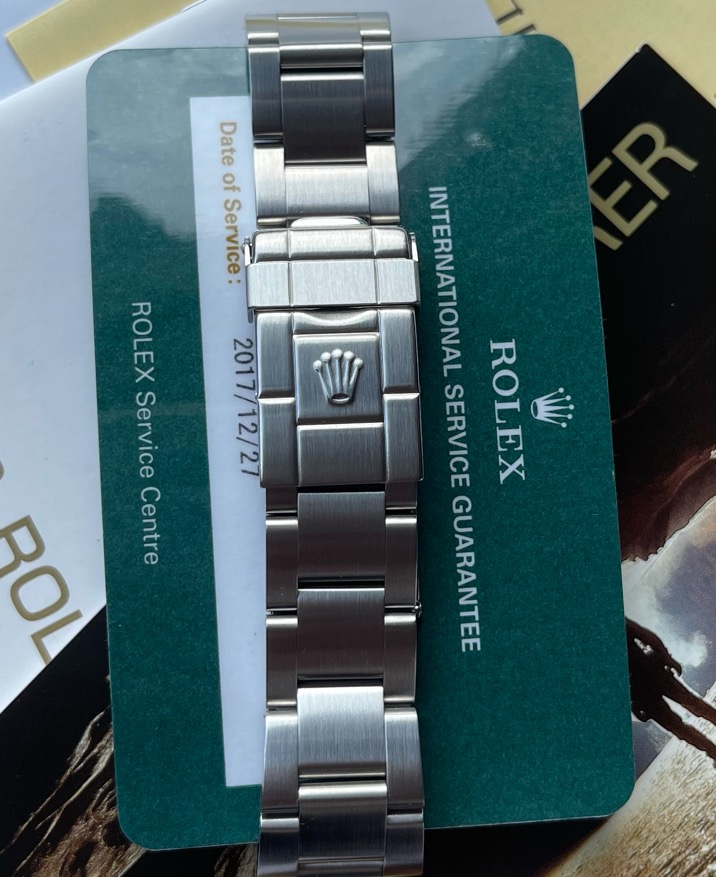 ROLEX
INTERNATIONAL SERVICE GUARANTEE
Date of Service:
2017/12/27
ROLEX Service Centre